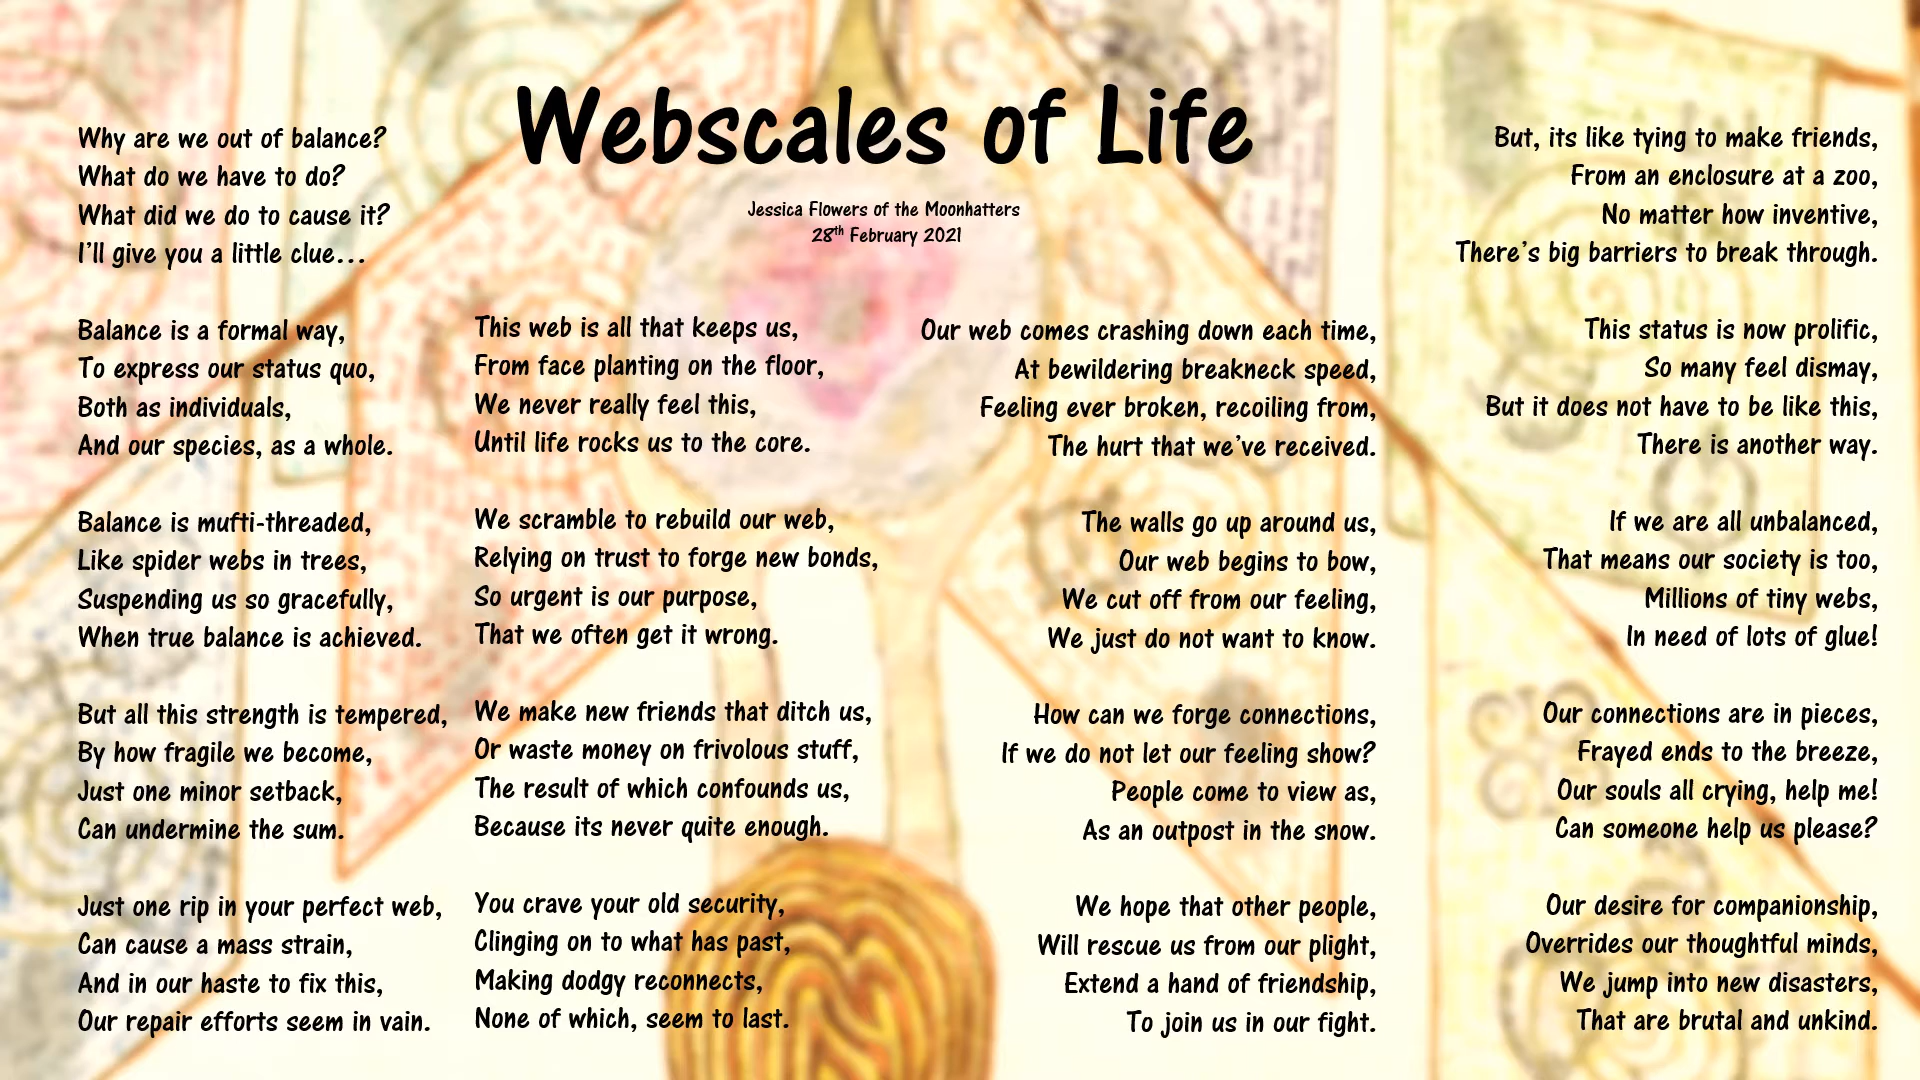 Webscales of Life
Jessica Flowers of the Moonhatters
28th February 2021
Why are we out of balance?
What do we have to do?
What did we do to cause it?
I'll give you a little clue...
Balance is a formal way,
To express our status quo,
Both as individuals,
And our species, as a whole.
Balance is mufti-threaded,
Like spider webs in trees,
Suspending us so gracefully,
When true balance is achieved.
But all this strength is tempered,
By how fragile we become,
Just one minor setback,
Can undermine the sum.
Just one rip in your perfect web,
Can cause a mass strain,
And in our haste to fix this,
Our repair efforts seem in vain.
This web is all that keeps us,
From face planting on the floor,
We never really feel this,
Until life rocks us to the core.
We scramble to rebuild our web,
Relying on trust to forge new bonds,
So urgent is our purpose,
That we often get it wrong.
We make new friends that ditch us,
Or waste money on frivolous stuff,
The result of which confounds us,
Because its never quite enough.
You crave your old security,
Clinging on to what has past,
Making dodgy reconnects,
None of which, seem to last.
Our web comes crashing down each time,
At bewildering breakneck speed,
Feeling ever broken, recoiling from,
The hurt that we've received.
The walls go up around us,
Our web begins to bow,
We cut off from our feeling,
We just do not want to know.
How can we forge connections,
If we do not let our feeling show?
People come to view as,
As an outpost in the snow.
We hope that other people,
Will rescue us from our plight,
Extend a hand of friendship,
To join us in our fight.
But, its like tying to make friends,
From an enclosure at a zoo,
No matter how inventive,
There's big barriers to break through.
This status is now prolific,
So many feel dismay,
But it does not have to be like this,
There is another way.
If we are all unbalanced,
That means our society is too,
Millions of tiny webs,
In need of lots of glue!
Our connections are in pieces,
Frayed ends to the breeze,
Our souls all crying, help me!
Can someone help us please?
Our desire for companionship,
Overrides our thoughtful minds,
We jump into new disasters,
That are brutal and unkind.